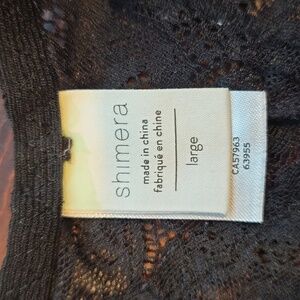 shimera
made in china
fabriqué en chine
large
CA57963
63955